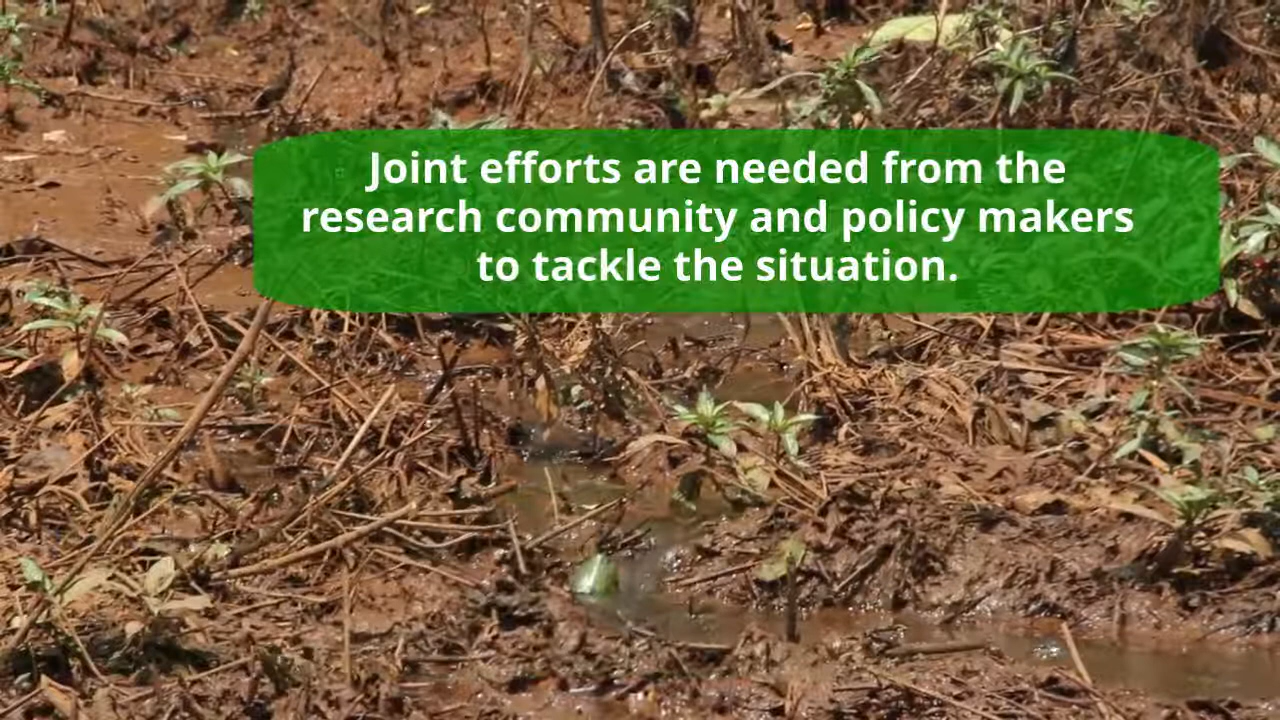 Joint efforts are needed from the
research community and policy makers
to tackle the situation.